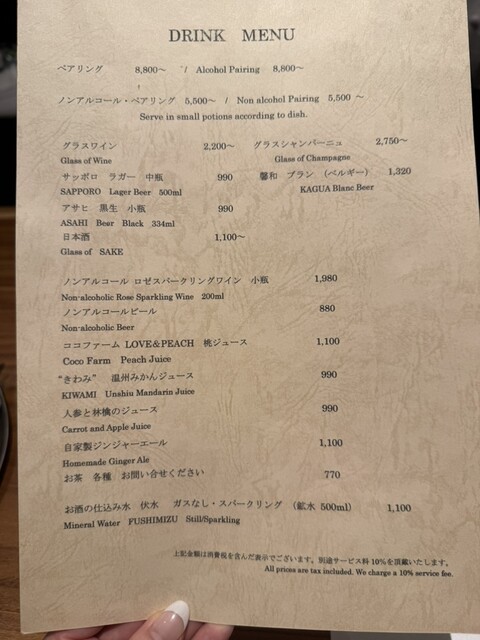 DRINK MENU
ペアリング 8,800〜 / Alcohol Pairing 8,800〜
ノンアルコール・ペアリング 5,500〜 / Non alcohol Pairing 5,500 〜
Serve in small potions according to dish.
グラスワイン 2,200〜 グラスシャンパーニュ 2,750〜
Glass of Wine Glass of Champagne
サッポロ ラガー 中瓶 990 馨和 ブラン （ベルギー） 1,320
SAPPORO Lager Beer 500ml KAGUA Blanc Beer
アサヒ 黒生 小瓶 990
ASAHI Beer Black 334ml
日本酒 1,100〜
Glass of SAKE
ノンアルコール ロゼスパークリングワイン 小瓶 1,980
Non-alcoholic Rose Sparkling Wine 200ml
ノンアルコールビール 880
Non-alcoholic Beer
ココファーム LOVE&PEACH 桃ジュース 1,100
Coco Farm Peach Juice
“きわみ” 温州みかんジュース 990
KIWAMI Unshiu Mandarin Juice
人参と林檎のジュース 990
Carrot and Apple Juice
自家製ジンジャーエール 1,100
Homemade Ginger Ale
お茶 各種 お問い合せください 770
お酒の仕込み水 伏水 ガスなし・スパークリング （鉱水 500ml） 1,100
Mineral Water FUSHIMIZU Still/Sparkling
上記金額は消費税を含んだ表示でございます。別途サービス料10%を頂戴いたします。
All prices are tax included. We charge a 10% service fee.